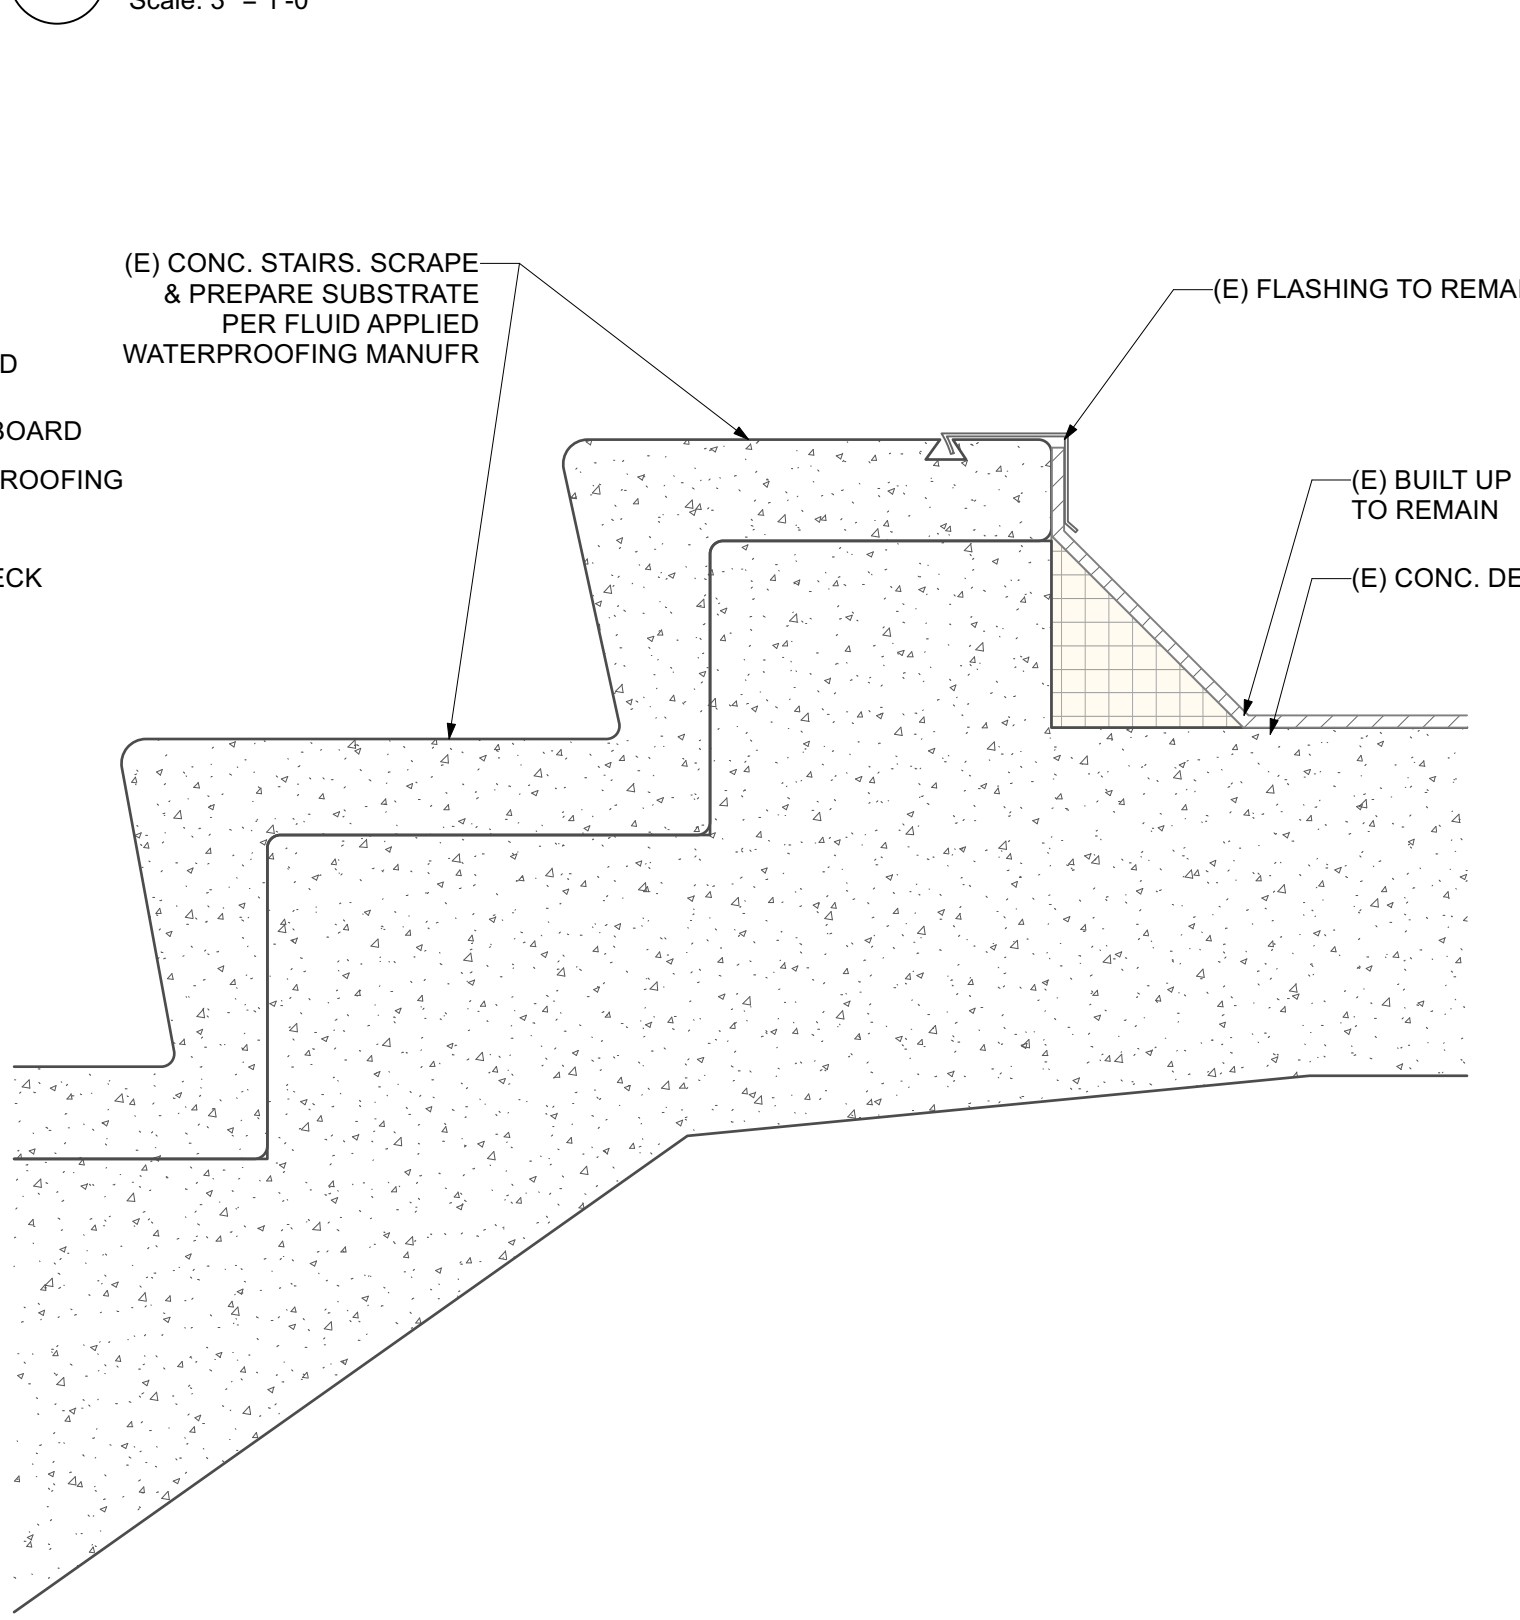 Scale: 3" = 1'-0"
(E) CONC. STAIRS. SCRAPE
& PREPARE SUBSTRATE
PER FLUID APPLIED
WATERPROOFING MANUFR
D
BOARD
ROOFING
ECK
(E) FLASHING TO REMAI
(E) BUILT UP
TO REMAIN
(E) CONC. DE